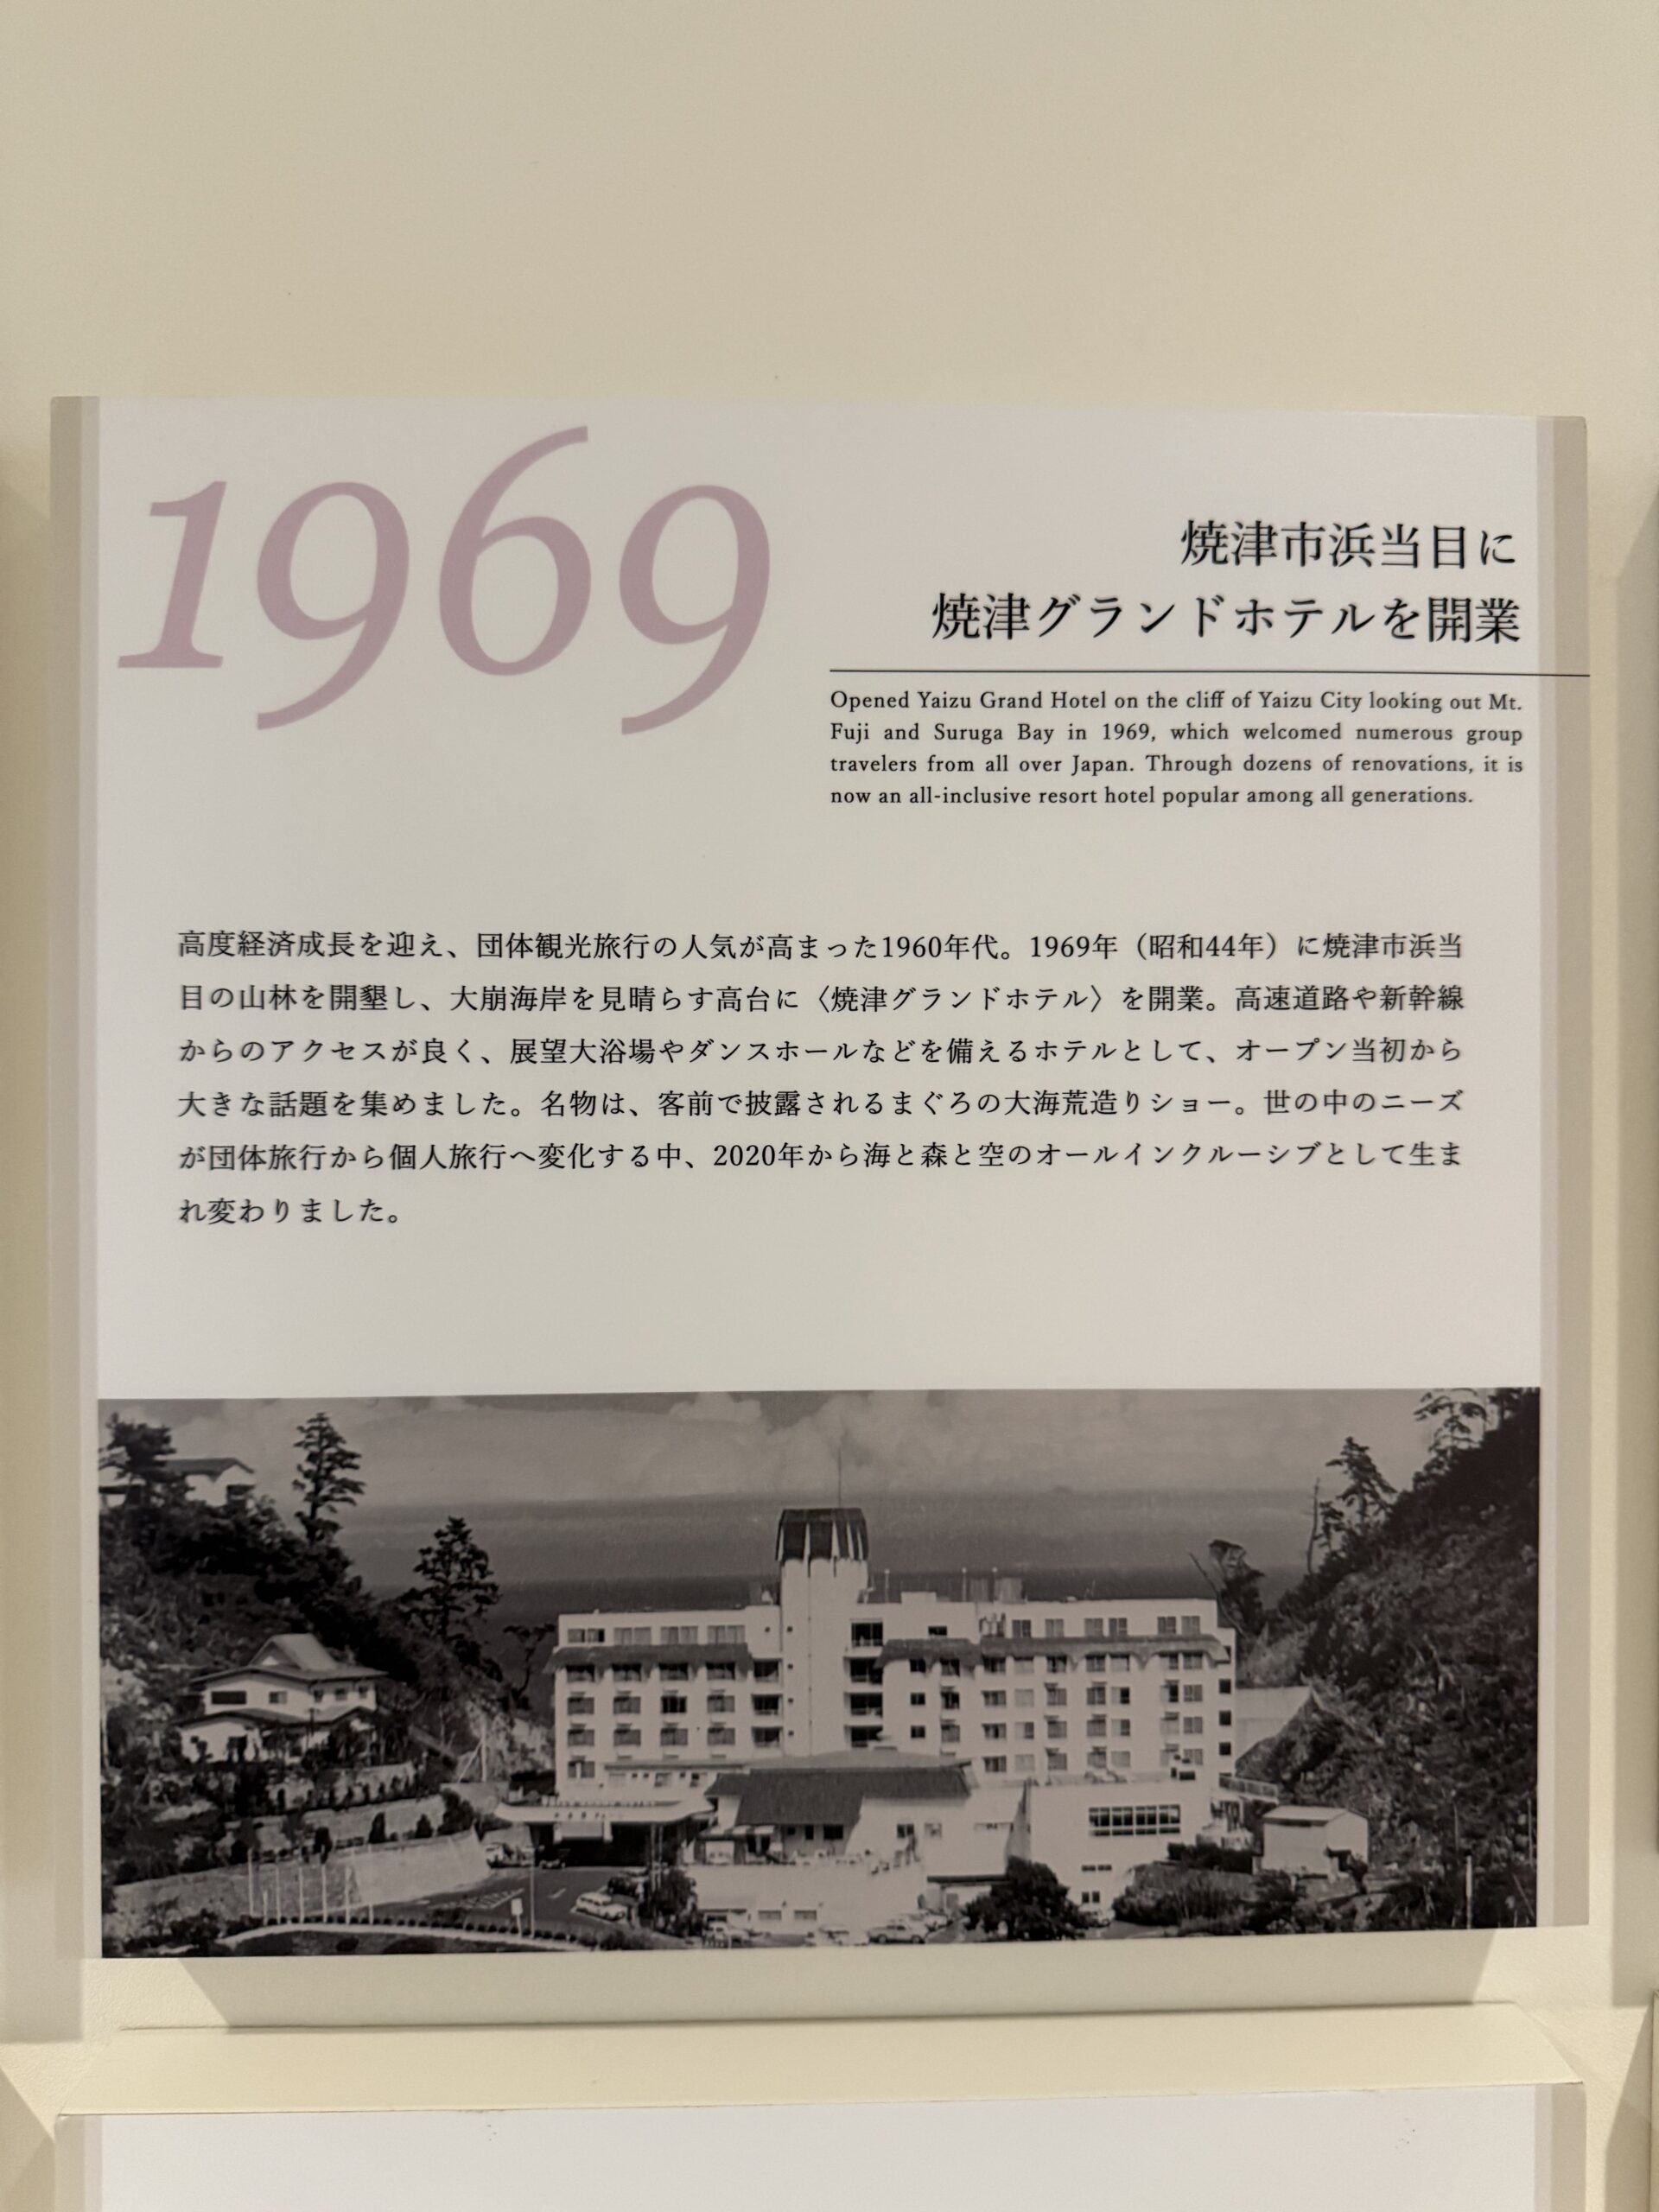 1969
焼津市浜当目に
焼津グランドホテルを開業
Opened Yaizu Grand Hotel on the cliff of Yaizu City looking out Mt.
Fuji and Suruga Bay in 1969, which welcomed numerous group
travelers from all over Japan. Through dozens of renovations, it is
now an all-inclusive resort hotel popular among all generations.
高度経済成長を迎え、団体観光旅行の人気が高まった1960年代。1969年（昭和44年）に焼津市浜当
目の山林を開墾し、大崩海岸を見晴らす高台に〈焼津グランドホテル〉を開業。高速道路や新幹線
からのアクセスが良く、展望大浴場やダンスホールなどを備えるホテルとして、オープン当初から
大きな話題を集めました。名物は、客前で披露されるまぐろの大海荒造りショー。世の中のニーズ
が団体旅行から個人旅行へ変化する中、2020年から海と森と空のオールインクルーシブとして生ま
れ変わりました。